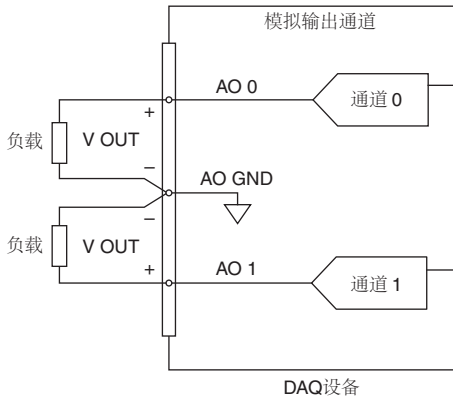 模拟输出通道
AO 0
通道 0
+
负载
V OUT
–
AO GND
–
负载
V OUT
+
AO 1
通道 1
DAQ设备